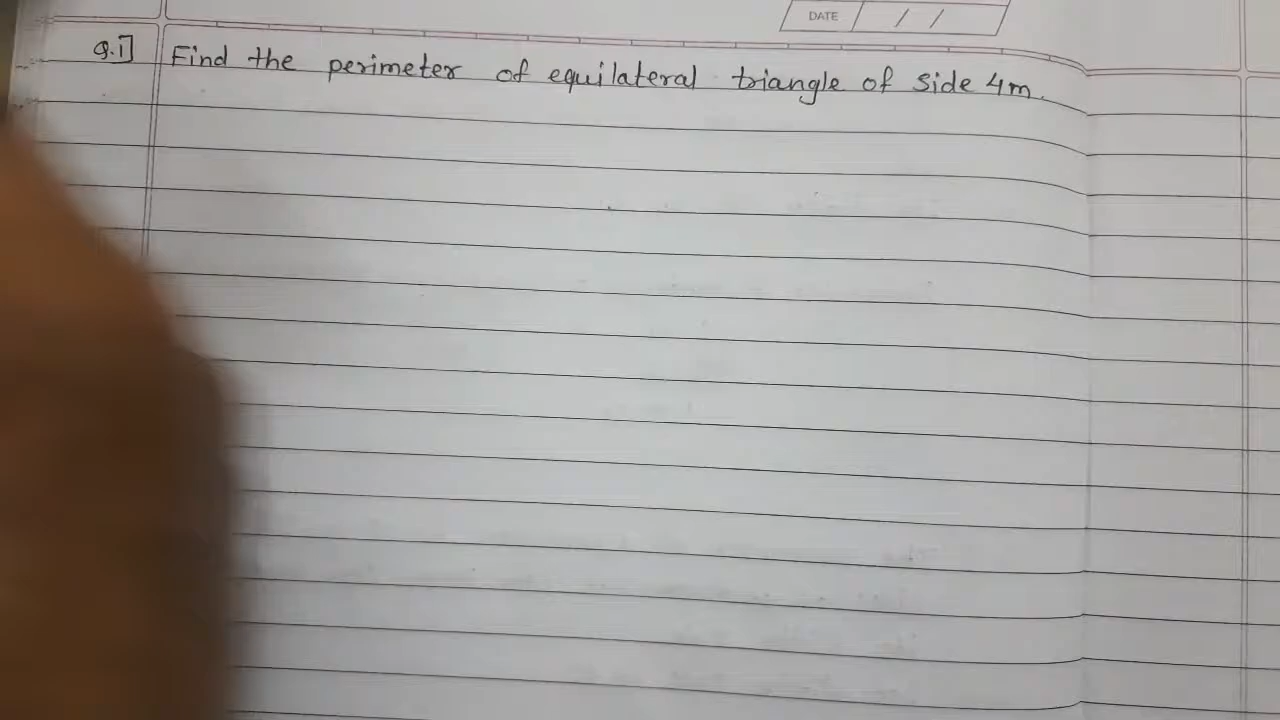 DATE / /
Q.1] Find the perimeter of equilateral triangle of side 4m.